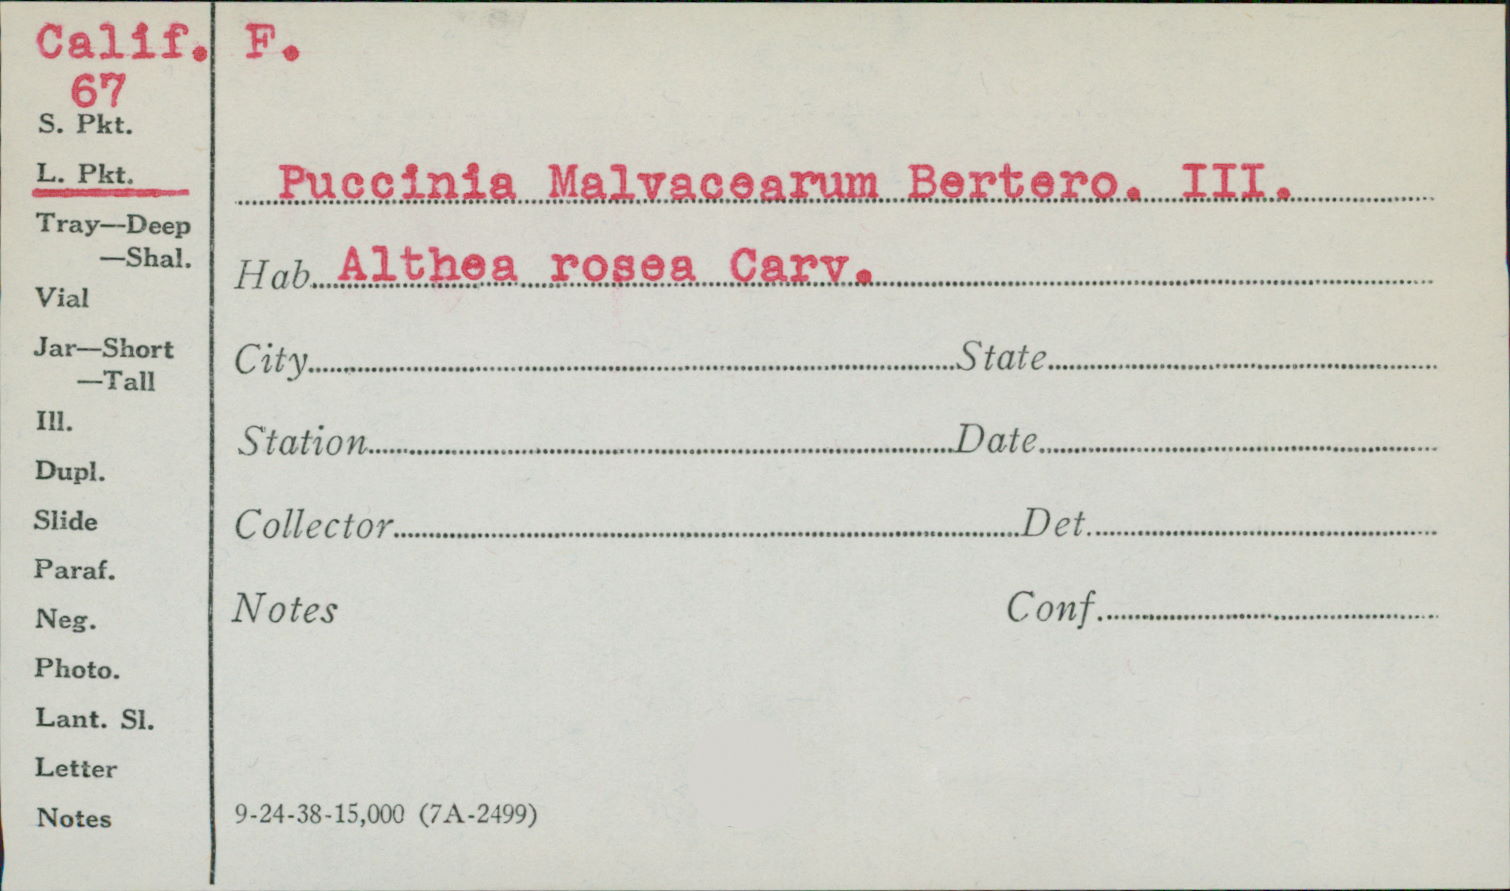 Calif. F.
67
S. Pkt.
L. Pkt.
Puccinia Malvacearum Bertero. III.
Tray—Deep
—Shal.
Hab. Althea rosea Carv.
Vial
Jar—Short
—Tall
City State
Ill.
Station Date
Dupl.
Slide
Collector Det.
Paraf.
Neg.
Notes Conf.
Photo.
Lant. Sl.
Letter
Notes
9-24-38-15,000 (7A-2499)